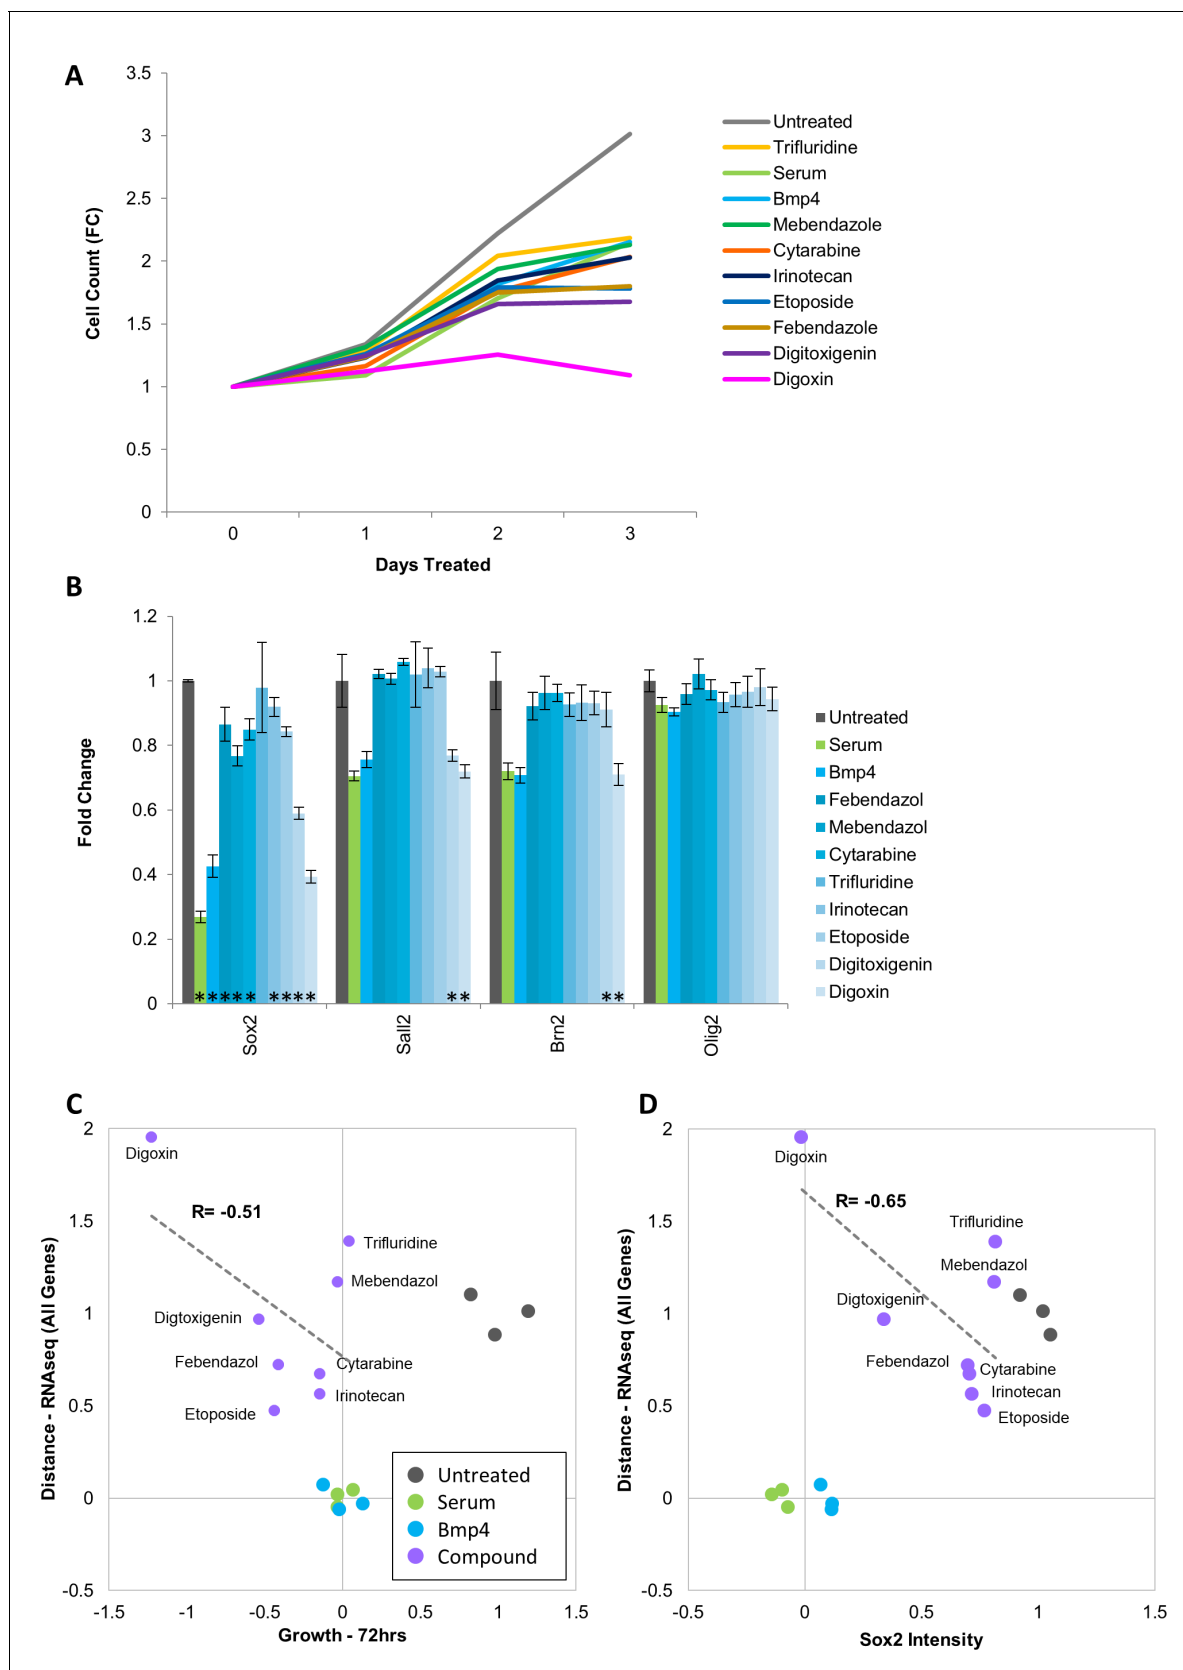 A
3.5
3
2.5
2
1.5
1
0.5
0
Cell Count (FC)
0 1 2 3
Days Treated
Untreated
Trifluridine
Serum
Bmp4
Mebendazole
Cytarabine
Irinotecan
Etoposide
Febendazole
Digitoxigenin
Digoxin
B
1.2
1
0.8
0.6
0.4
0.2
0
Fold Change
* * * * * * * * *
* *
* *
Sox2
Sall2
Brn2
Olig2
Untreated
Serum
Bmp4
Febendazol
Mebendazol
Cytarabine
Trifluridine
Irinotecan
Etoposide
Digitoxigenin
Digoxin
C
2
1.5
1
0.5
0
-0.5
Distance - RNAseq (All Genes)
Digoxin
R= -0.51
Trifluridine
Mebendazol
Digtoxigenin
Febendazol
Cytarabine
Irinotecan
Etoposide
Untreated
Serum
Bmp4
Compound
-1.5 -1 -0.5 0 0.5 1 1.5
Growth - 72hrs
D
2
1.5
1
0.5
0
-0.5
Distance - RNAseq (All Genes)
Digoxin
R= -0.65
Trifluridine
Mebendazol
Digtoxigenin
Febendazol
Cytarabine
Irinotecan
Etoposide
-0.5 0 0.5 1 1.5
Sox2 Intensity